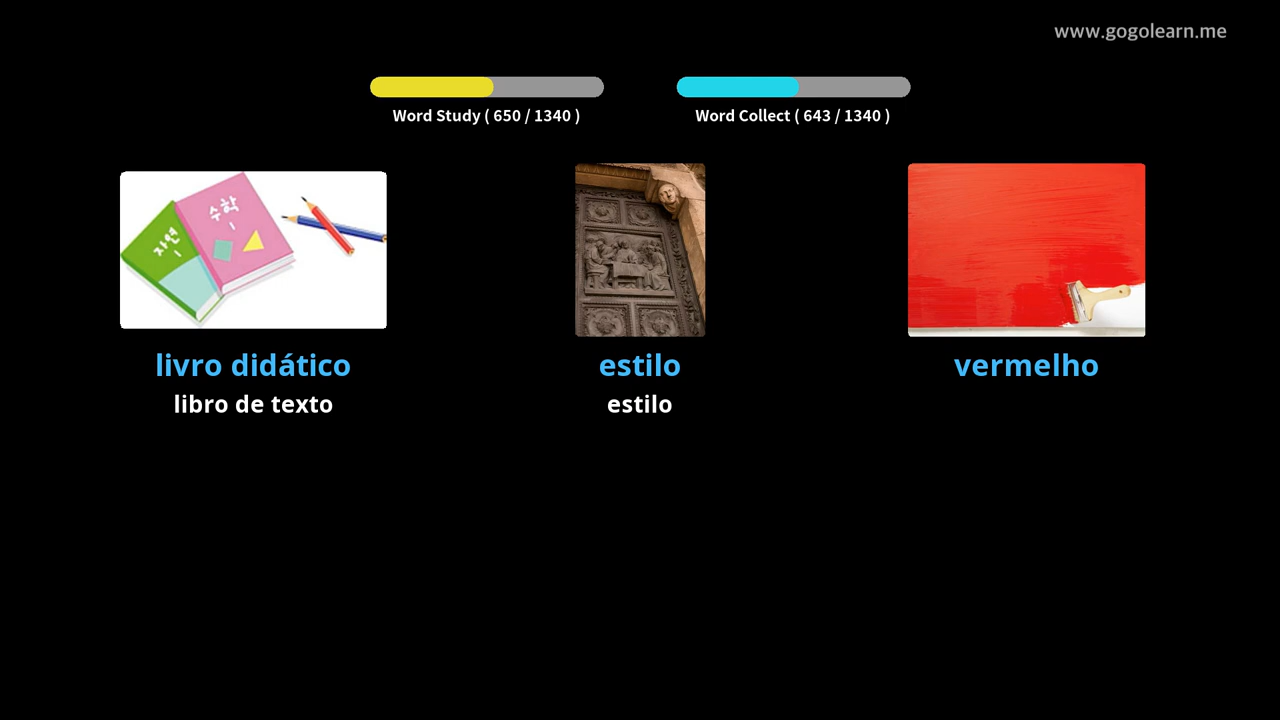 www.gogolearn.me
Word Study ( 650 / 1340 )
Word Collect ( 643 / 1340 )
수학
자연
livro didático
estilo
vermelho
libro de texto
estilo